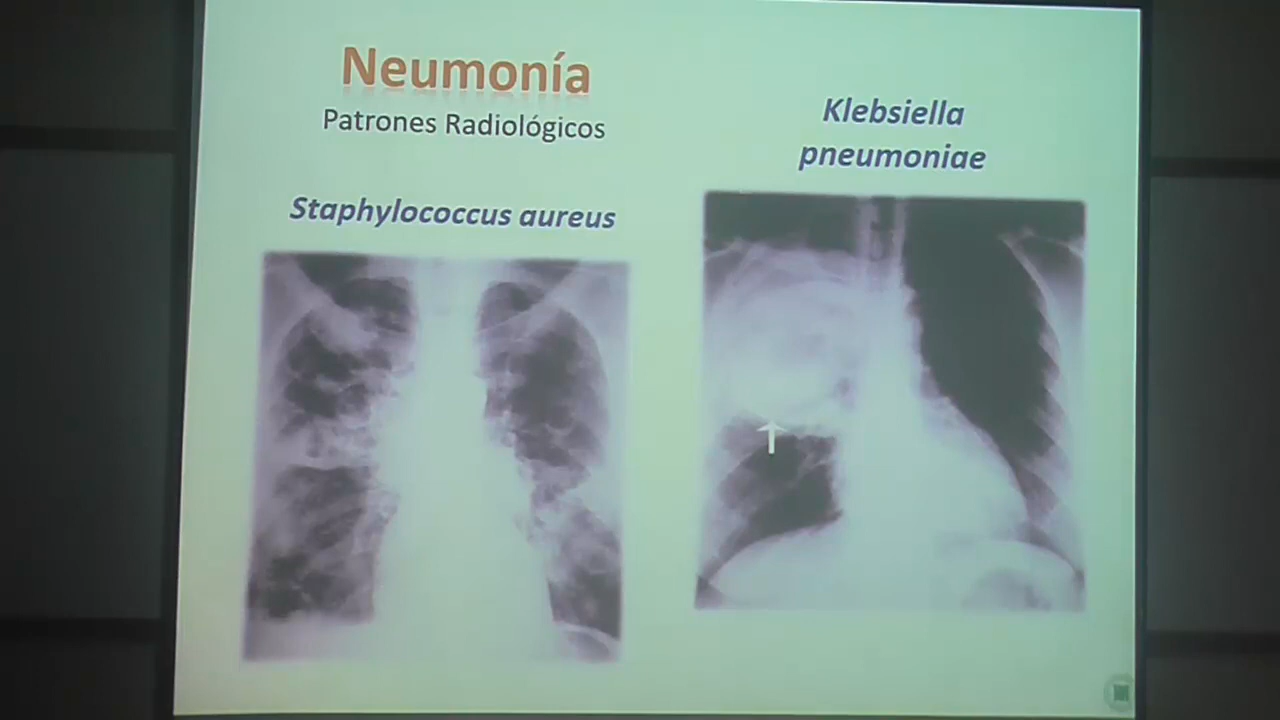 Neumonía
Patrones Radiológicos
Staphylococcus aureus
Klebsiella
pneumoniae